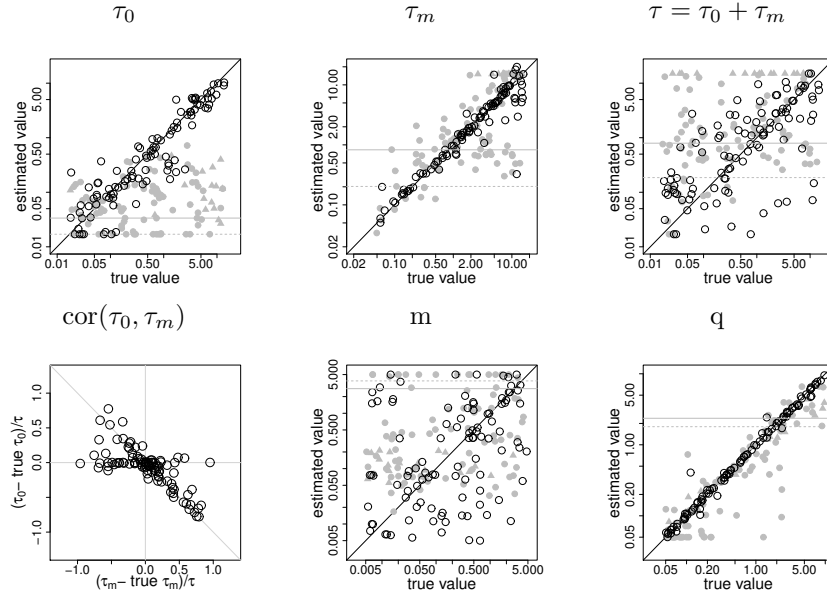 τ₀
τₘ
τ = τ₀ + τₘ
estimated value
0.01 0.05 0.50 5.00
0.01 0.05 0.50 5.00
true value
estimated value
0.02 0.10 0.50 2.00 10.00
0.02 0.10 0.50 2.00 10.00
true value
estimated value
0.01 0.05 0.50 5.00
0.01 0.05 0.50 5.00
true value
cor(τ₀, τₘ)
m
q
(τ₀– true τ₀)/τ
−1.0 0.0 0.5 1.0
−1.0 0.0 0.5 1.0
(τₘ– true τₘ)/τ
estimated value
0.005 0.050 0.500 5.000
0.005 0.050 0.500 5.000
true value
estimated value
0.05 0.20 1.00 5.00
0.05 0.20 1.00 5.00
true value